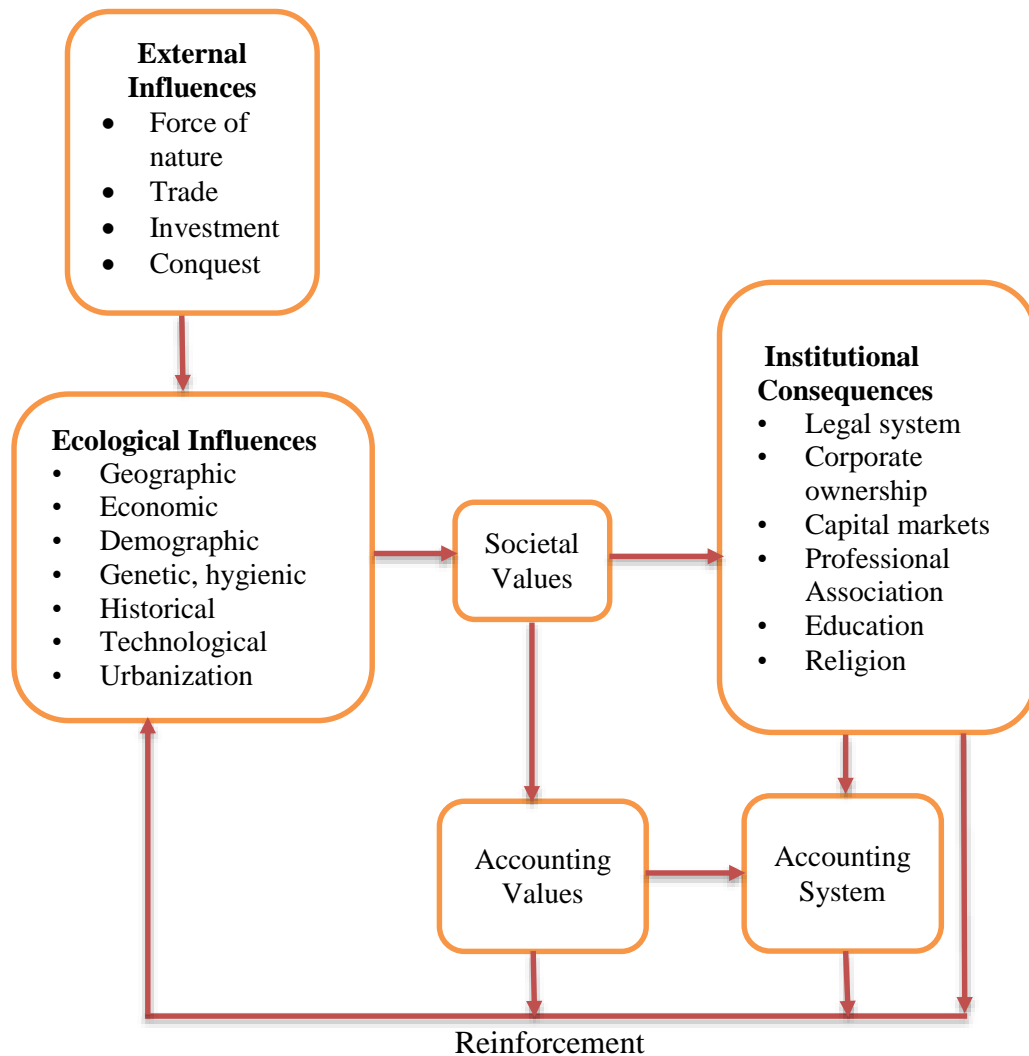 External
Influences
• Force of
nature
• Trade
• Investment
• Conquest
Ecological Influences
• Geographic
• Economic
• Demographic
• Genetic, hygienic
• Historical
• Technological
• Urbanization
Societal
Values
Institutional
Consequences
• Legal system
• Corporate
ownership
• Capital markets
• Professional
Association
• Education
• Religion
Accounting
Values
Accounting
System
Reinforcement